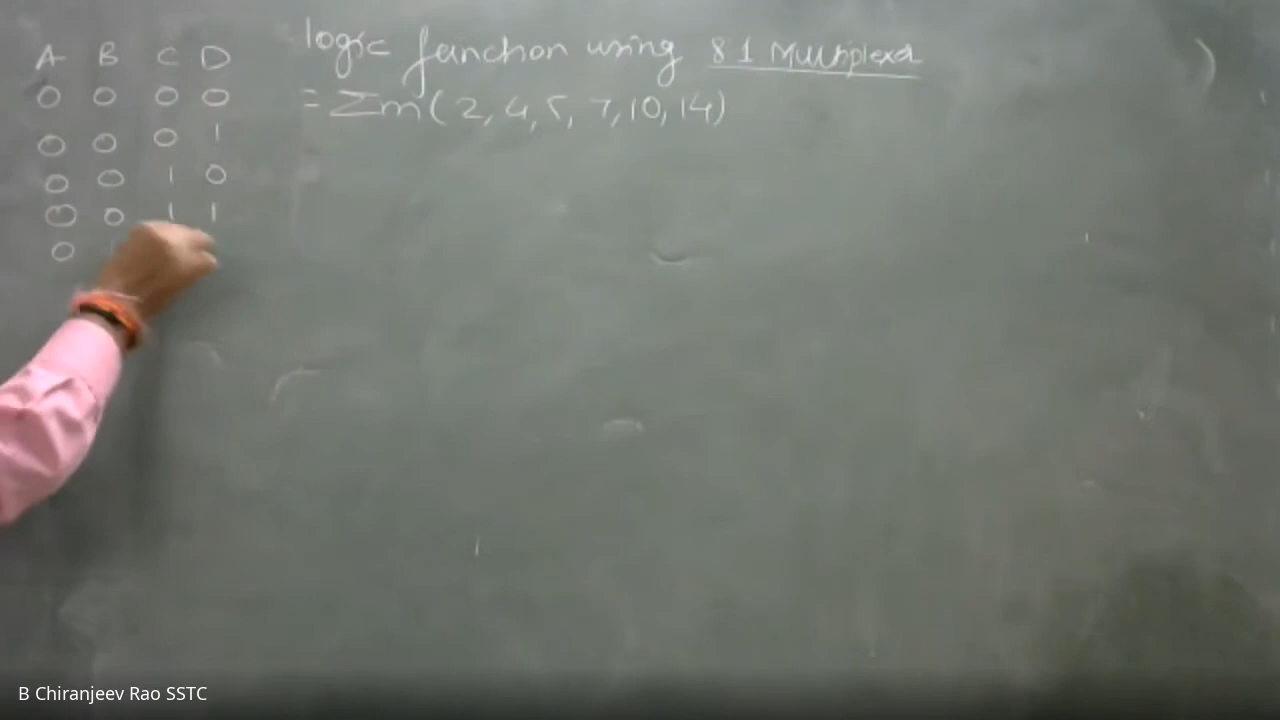 logic function using 8 1 Multiplexer
= Σm(2, 4, 5, 7, 10, 14)
A B C D
0 0 0 0
0 0 0 1
0 0 1 0
0 0 1 1
0
B Chiranjeev Rao SSTC